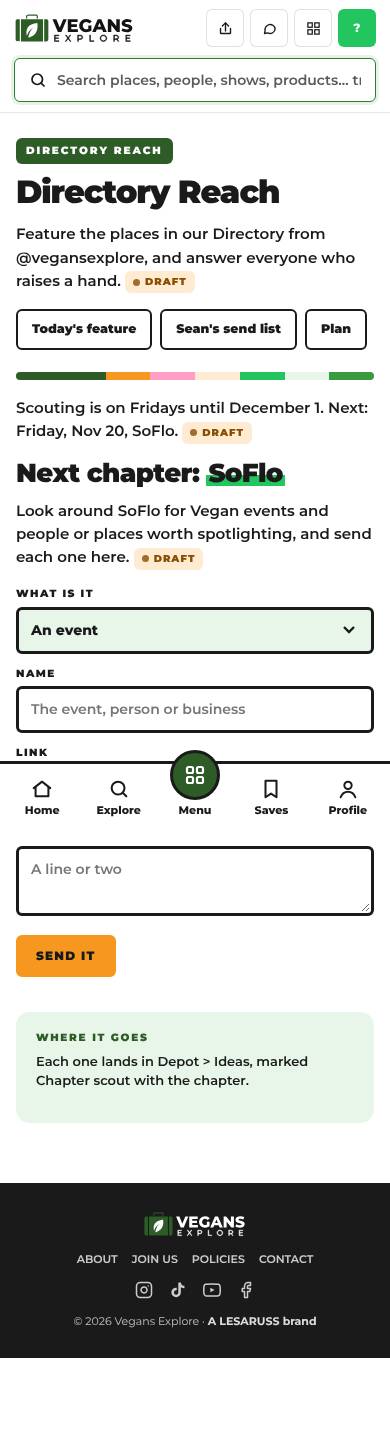 VEGANS
EXPLORE
?
Search places, people, shows, products...
DIRECTORY REACH
Directory Reach
Feature the places in our Directory from
@vegansexplore, and answer everyone who
raises a hand. DRAFT
Today's feature
Sean's send list
Plan
Scouting is on Fridays until December 1. Next:
Friday, Nov 20, SoFlo. DRAFT
Next chapter: SoFlo
Look around SoFlo for Vegan events and
people or places worth spotlighting, and send
each one here. DRAFT
WHAT IS IT
An event
NAME
The event, person or business
LINK
Home
Explore
Menu
Saves
Profile
A line or two
SEND IT
WHERE IT GOES
Each one lands in Depot > Ideas, marked
Chapter scout with the chapter.
VEGANS
EXPLORE
ABOUT JOIN US POLICIES CONTACT
© 2026 Vegans Explore · A LESARUSS brand